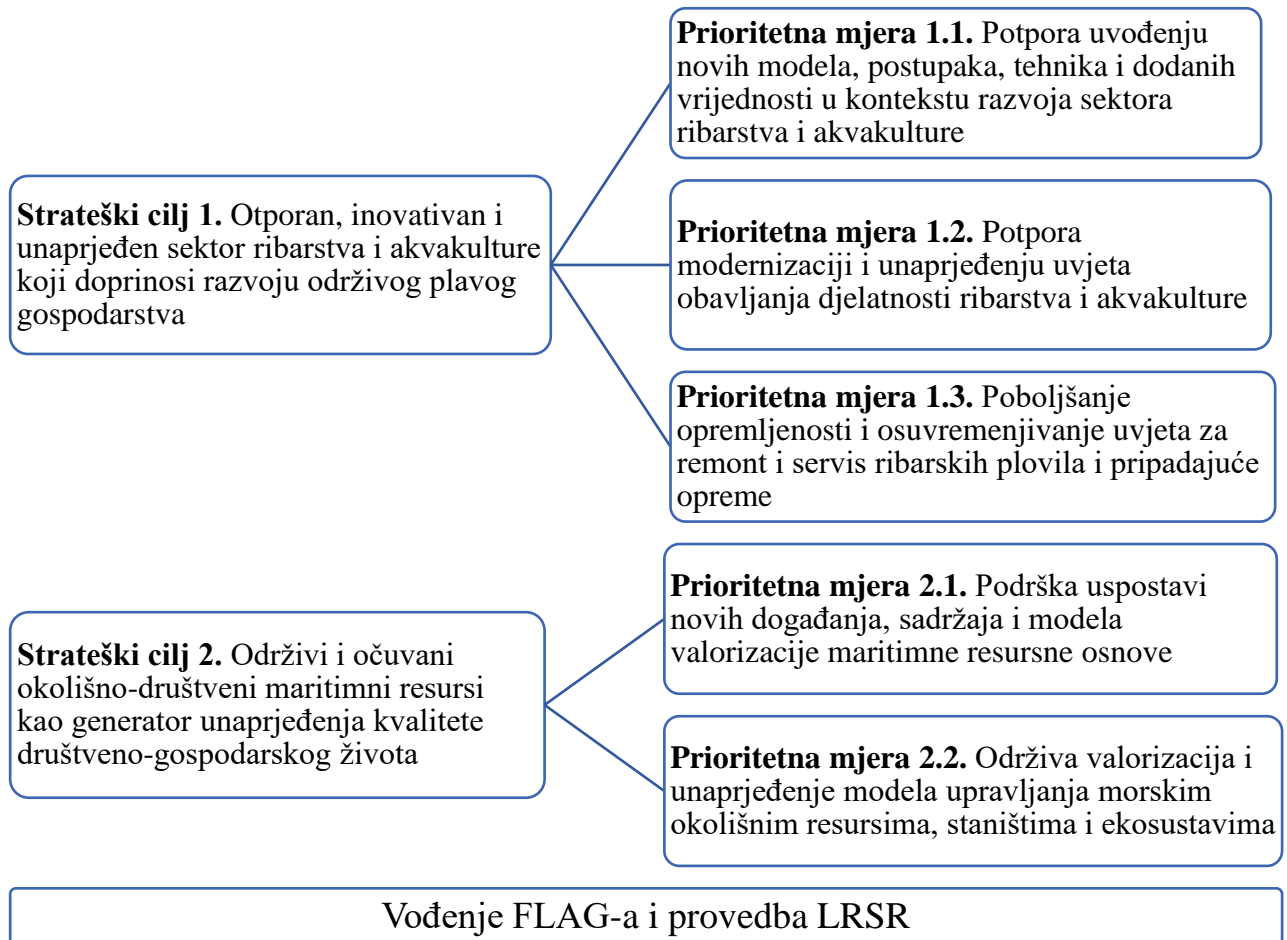 Strateški cilj 1. Otporan, inovativan i
unaprjeđen sektor ribarstva i akvakulture
koji doprinosi razvoju održivog plavog
gospodarstva
Prioritetna mjera 1.1. Potpora uvođenju
novih modela, postupaka, tehnika i dodanih
vrijednosti u kontekstu razvoja sektora
ribarstva i akvakulture
Prioritetna mjera 1.2. Potpora
modernizaciji i unaprjeđenju uvjeta
obavljanja djelatnosti ribarstva i akvakulture
Prioritetna mjera 1.3. Poboljšanje
opremljenosti i osuvremenjivanje uvjeta za
remont i servis ribarskih plovila i pripadajuće
opreme
Strateški cilj 2. Održivi i očuvani
okolišno-društveni maritimni resursi
kao generator unaprjeđenja kvalitete
društveno-gospodarskog života
Prioritetna mjera 2.1. Podrška uspostavi
novih događanja, sadržaja i modela
valorizacije maritimne resursne osnove
Prioritetna mjera 2.2. Održiva valorizacija i
unaprjeđenje modela upravljanja morskim
okolišnim resursima, staništima i ekosustavima
Vođenje FLAG-a i provedba LRSR